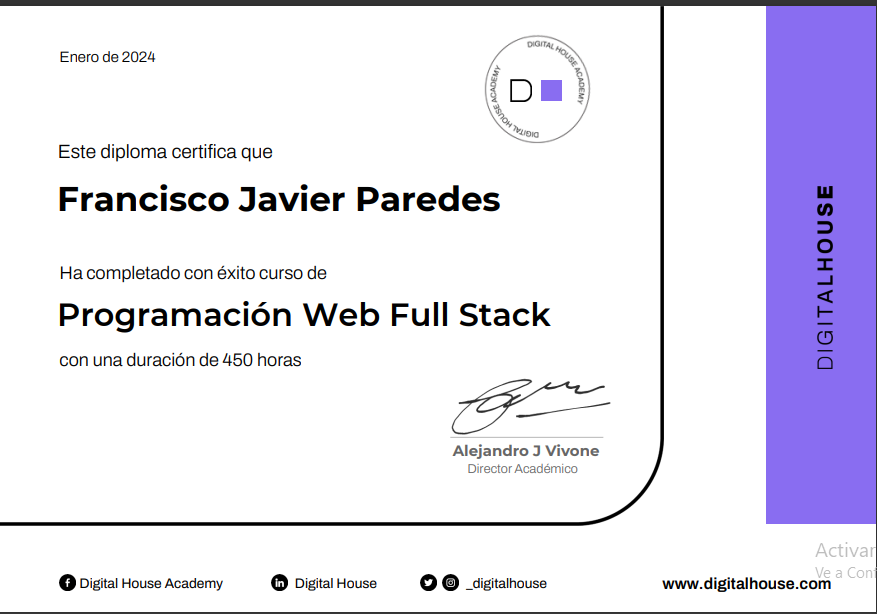 Enero de 2024
DIGITAL HOUSE ACADEMY
DIGITAL HOUSE ACADEMY
D
Este diploma certifica que
Francisco Javier Paredes
Ha completado con éxito curso de
Programación Web Full Stack
con una duración de 450 horas
Alejandro J Vivone
Director Académico
DIGITALHOUSE
Digital House Academy
Digital House
_digitalhouse
www.digitalhouse.com
Activar
Ve a Conf